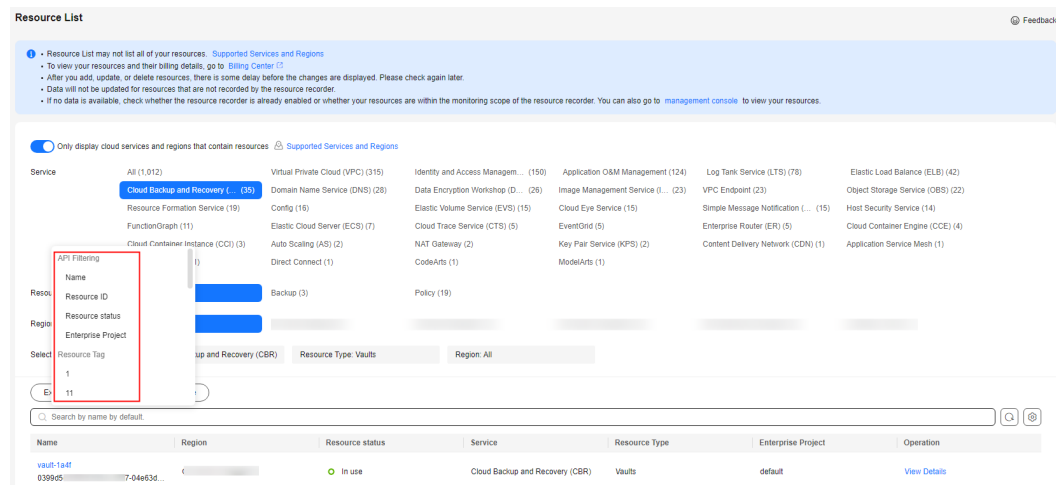 Resource List
Feedback
• Resource List may not list all of your resources. Supported Services and Regions
• To view your resources and their billing details, go to Billing Center
• After you add, update, or delete resources, there is some delay before the changes are displayed. Please check again later.
• Data will not be updated for resources that are not recorded by the resource recorder.
• If no data is available, check whether the resource recorder is already enabled or whether your resources are within the monitoring scope of the resource recorder. You can also go to management console to view your resources.
Only display cloud services and regions that contain resources Supported Services and Regions
Service All (1,012) Virtual Private Cloud (VPC) (315) Identity and Access Managem... (150) Application O&M Management (124) Log Tank Service (LTS) (78) Elastic Load Balance (ELB) (42)
Cloud Backup and Recovery (... (35) Domain Name Service (DNS) (28) Data Encryption Workshop (D... (26) Image Management Service (I... (23) VPC Endpoint (23) Object Storage Service (OBS) (22)
Resource Formation Service (19) Config (16) Elastic Volume Service (EVS) (15) Cloud Eye Service (15) Simple Message Notification (... (15) Host Security Service (14)
FunctionGraph (11) Elastic Cloud Server (ECS) (7) Cloud Trace Service (CTS) (5) EventGrid (5) Enterprise Router (ER) (5) Cloud Container Engine (CCE) (4)
Cloud Container Instance (CCI) (3) Auto Scaling (AS) (2) NAT Gateway (2) Key Pair Service (KPS) (2) Content Delivery Network (CDN) (1) Application Service Mesh (1)
Direct Connect (1) CodeArts (1) ModelArts (1)
API Filtering
Name
Resource ID
Resource status
Enterprise Project
Resource Tag
1
11
Backup (3) Policy (19)
Select up and Recovery (CBR) Resource Type: Vaults Region: All
Search by name by default.
Name Region Resource status Service Resource Type Enterprise Project Operation
vault-1a4f In use Cloud Backup and Recovery (CBR) Vaults default View Details
0399d5 7-04e63d...